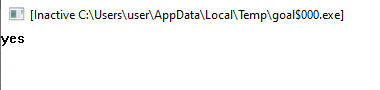 [Inactive C:\Users\user\AppData\Local\Temp\goal$000.exe]
yes